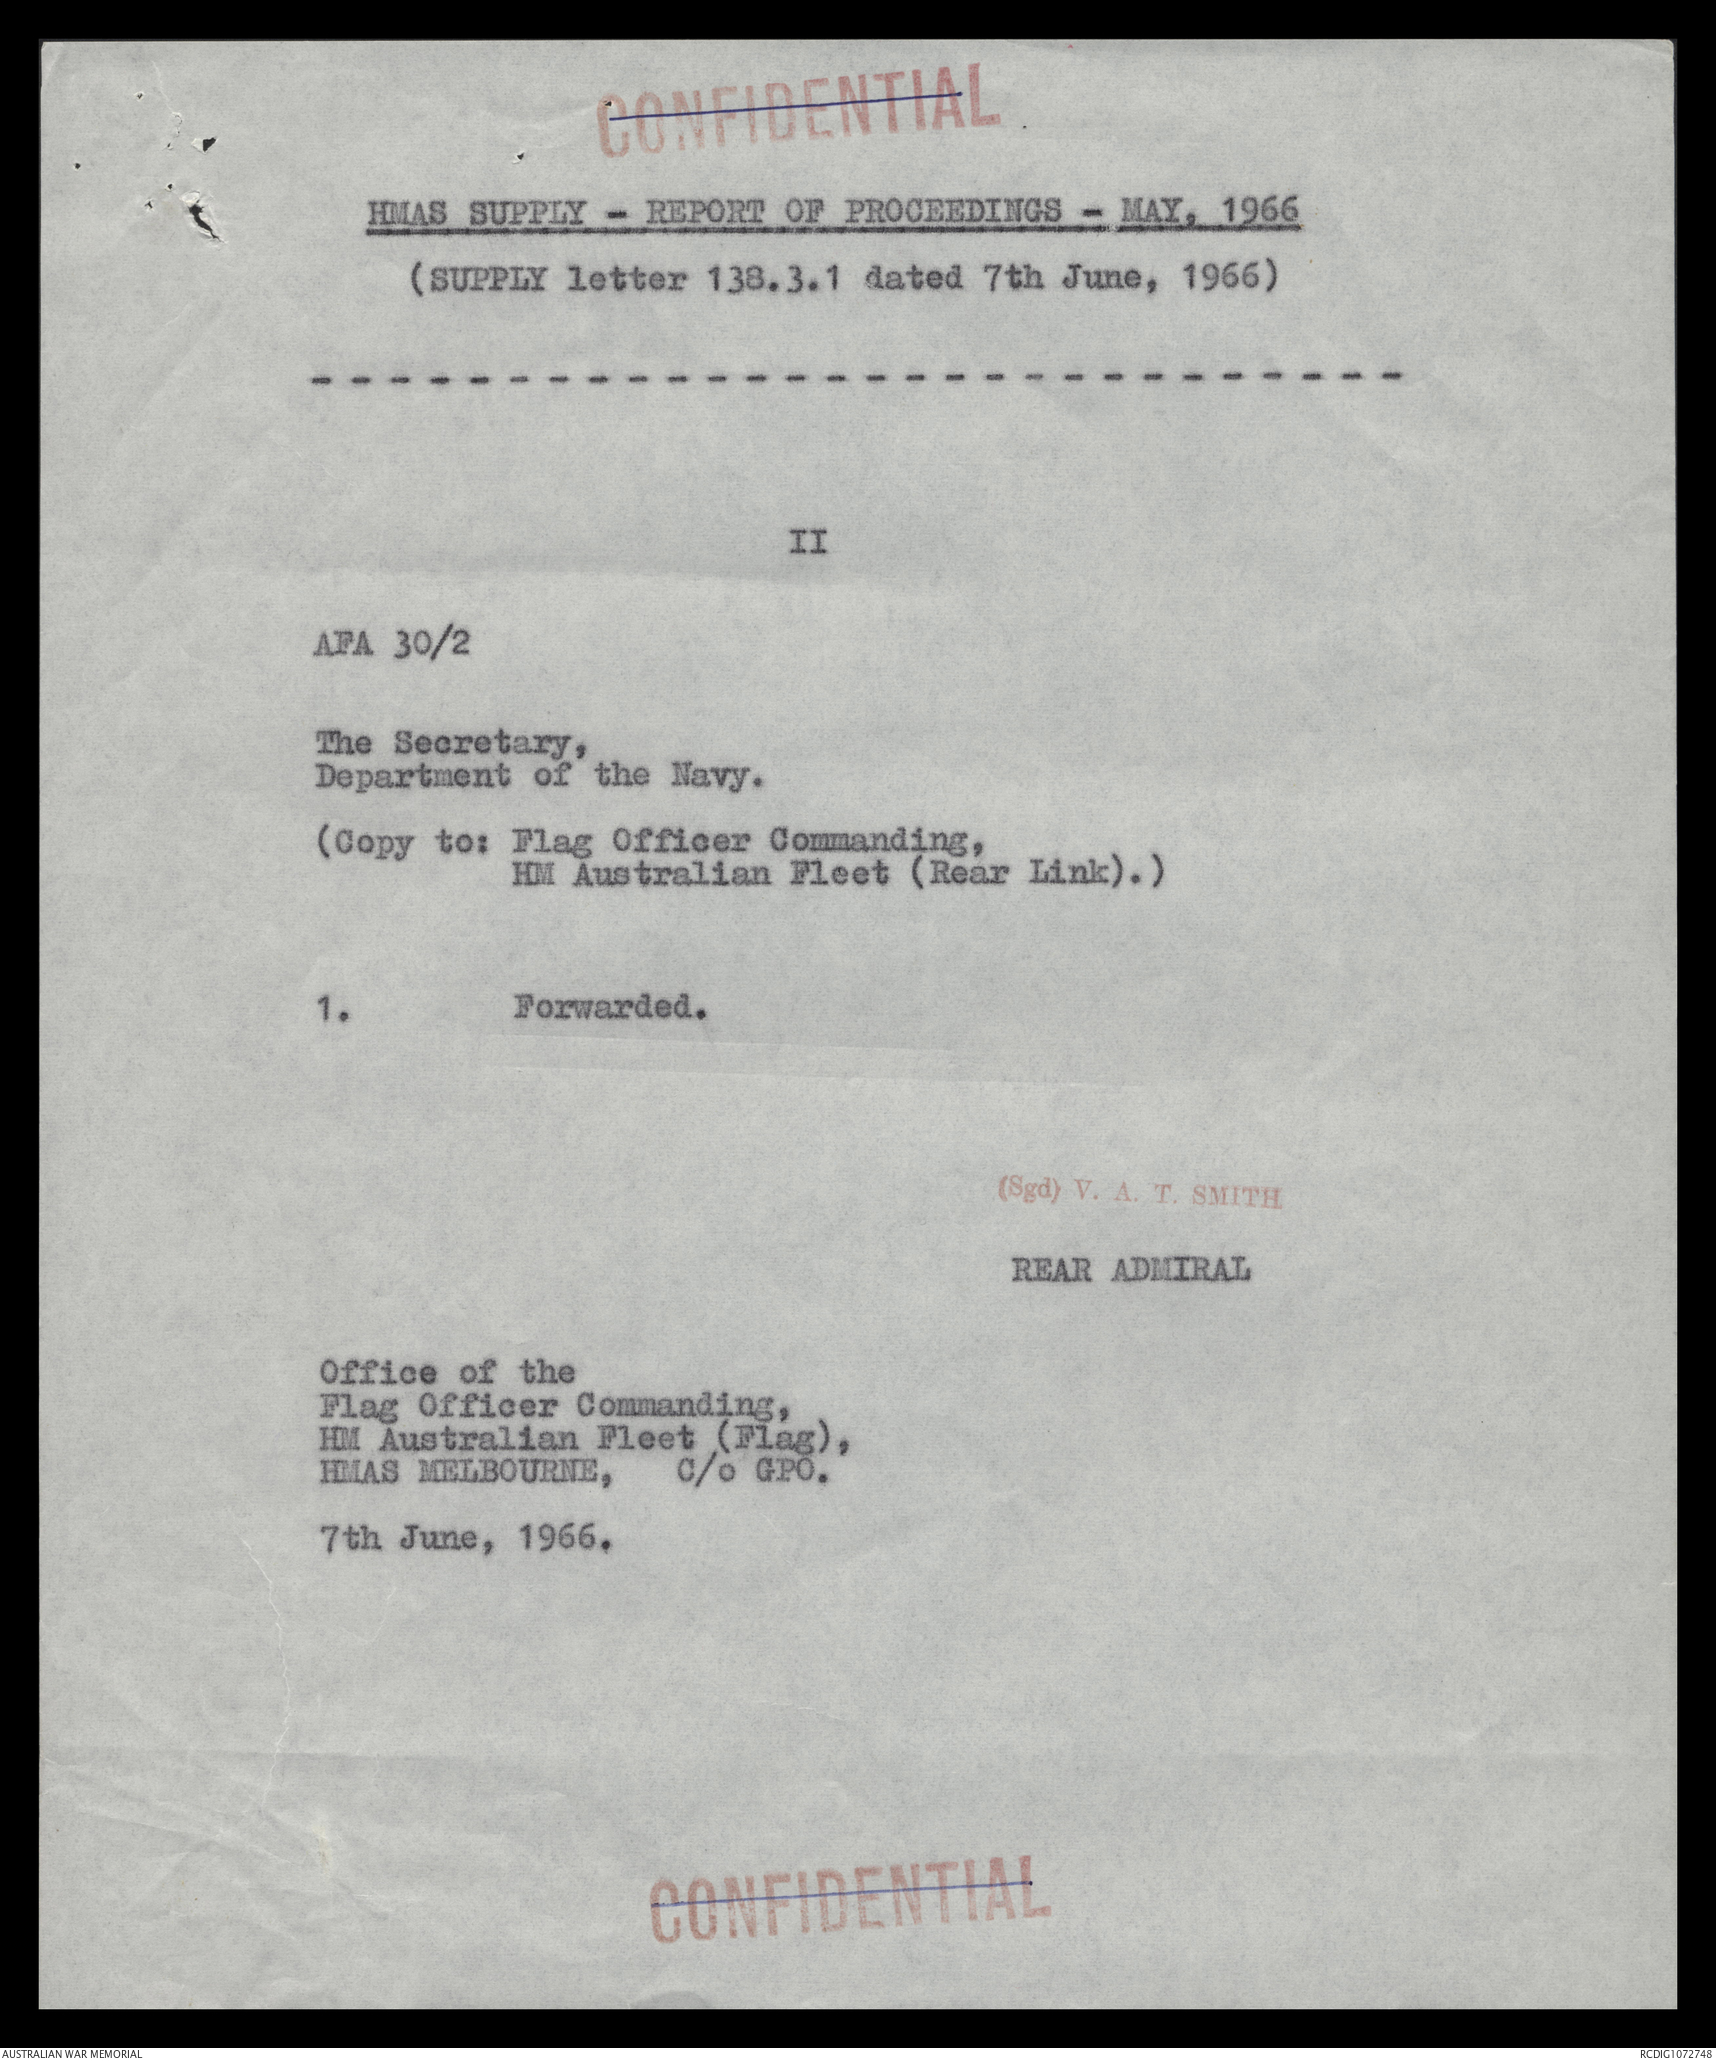 CONFIDENTIAL
HMAS SUPPLY - REPORT OF PROCEEDINGS - MAY, 1966
(SUPPLY letter 138.3.1 dated 7th June, 1966)
- - - - - - - - - - - - - - - - - - - - - - - - - - - -
II
AFA 30/2
The Secretary,
Department of the Navy.
(Copy to: Flag Officer Commanding,
HM Australian Fleet (Rear Link).)
1. Forwarded.
(Sgd) V. A. T. SMITH
REAR ADMIRAL
Office of the
Flag Officer Commanding,
HM Australian Fleet (Flag),
HMAS MELBOURNE, C/o GPO.
7th June, 1966.
CONFIDENTIAL
AUSTRALIAN WAR MEMORIAL RCDIG1072748